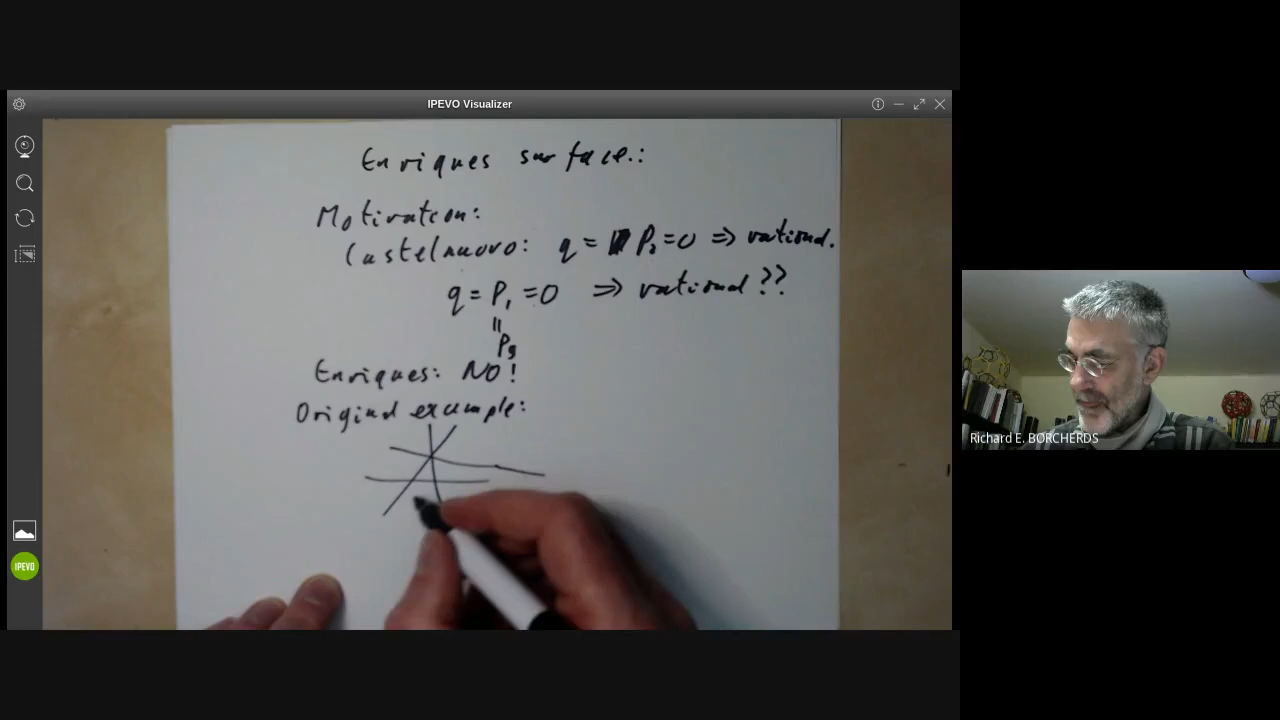 IPEVO Visualizer
Enriques surface.:
Motivation:
Castelnuovo: q = P₂ = 0 ⇒ rational.
q = P₁ = 0 ⇒ rational??
॥
Pg
Enriques: NO!
Original example:
Richard E. BORCHERDS
IPEVO